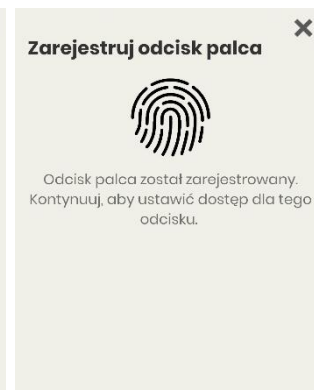 Zarejestruj odcisk palca
Odcisk palca został zarejestrowany.
Kontynuuj, aby ustawić dostęp dla tego
odcisku.